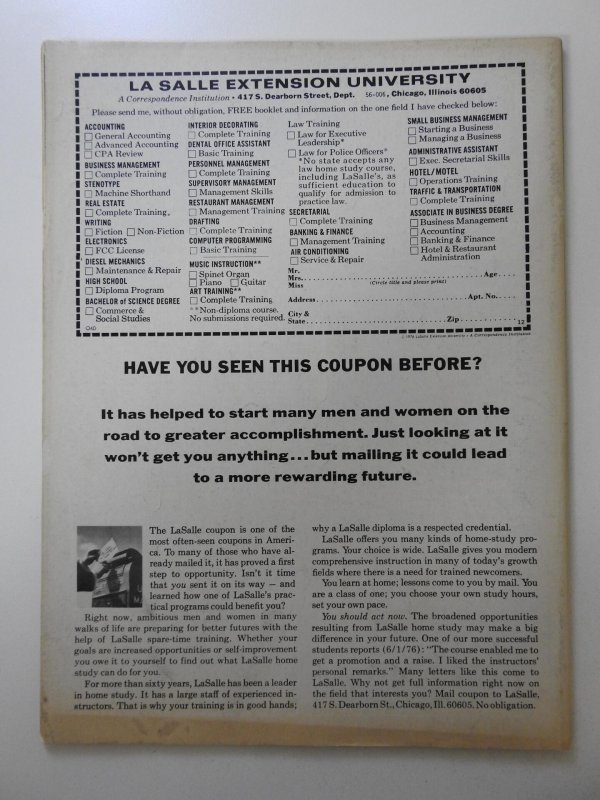 LA SALLE EXTENSION UNIVERSITY
A Correspondence Institution • 417 S. Dearborn Street, Dept. 56-006, Chicago, Illinois 60605
Please send me, without obligation, FREE booklet and information on the one field I have checked below:
ACCOUNTING
General Accounting
Advanced Accounting
CPA Review
BUSINESS MANAGEMENT
Complete Training
STENOTYPE
Machine Shorthand
REAL ESTATE
Complete Training
WRITING
Fiction Non-Fiction
ELECTRONICS
FCC License
DIESEL MECHANICS
Maintenance & Repair
HIGH SCHOOL
Diploma Program
BACHELOR of SCIENCE DEGREE
Commerce &
Social Studies
INTERIOR DECORATING
Complete Training
DENTAL OFFICE ASSISTANT
Basic Training
PERSONNEL MANAGEMENT
Complete Training
SUPERVISORY MANAGEMENT
Management Skills
RESTAURANT MANAGEMENT
Management Training
DRAFTING
Complete Training
COMPUTER PROGRAMMING
Basic Training
MUSIC INSTRUCTION**
Spinet Organ
Piano Guitar
ART TRAINING**
Complete Training
**Non-diploma course.
No submissions required.
Law Training
Law for Executive
Leadership*
Law for Police Officers*
*No state accepts any
law home study course,
including LaSalle's, as
sufficient education to
qualify for admission to
practice law.
SECRETARIAL
Complete Training
BANKING & FINANCE
Management Training
AIR CONDITIONING
Service & Repair
SMALL BUSINESS MANAGEMENT
Starting a Business
Managing a Business
ADMINISTRATIVE ASSISTANT
Exec. Secretarial Skills
HOTEL/MOTEL
Operations Training
TRAFFIC & TRANSPORTATION
Complete Training
ASSOCIATE IN BUSINESS DEGREE
Business Management
Accounting
Banking & Finance
Hotel & Restaurant
Administration
Mr.
Mrs. Age
Miss (Circle title and please print)
Address Apt. No.
City &
State Zip 12
HAVE YOU SEEN THIS COUPON BEFORE?
It has helped to start many men and women on the
road to greater accomplishment. Just looking at it
won't get you anything...but mailing it could lead
to a more rewarding future.
The LaSalle coupon is one of the
most often-seen coupons in Ameri-
ca. To many of those who have al-
ready mailed it, it has proved a first
step to opportunity. Isn't it time
that you sent it on its way — and
learned how one of LaSalle's prac-
tical programs could benefit you?
Right now, ambitious men and women in many
walks of life are preparing for better futures with the
help of LaSalle spare-time training. Whether your
goals are increased opportunities or self-improvement
you owe it to yourself to find out what LaSalle home
study can do for you.
For more than sixty years, LaSalle has been a leader
in home study. It has a large staff of experienced in-
structors. That is why your training is in good hands;
why a LaSalle diploma is a respected credential.
LaSalle offers you many kinds of home-study pro-
grams. Your choice is wide. LaSalle gives you modern
comprehensive instruction in many of today's growth
fields where there is a need for trained newcomers.
You learn at home; lessons come to you by mail. You
are a class of one; you choose your own study hours,
set your own pace.
You should act now. The broadened opportunities
resulting from LaSalle home study may make a big
difference in your future. One of our more successful
students reports (6/1/76): "The course enabled me to
get a promotion and a raise. I liked the instructors'
personal remarks." Many letters like this come to
LaSalle. Why not get full information right now on
the field that interests you? Mail coupon to LaSalle,
417 S. Dearborn St., Chicago, Ill. 60605. No obligation.